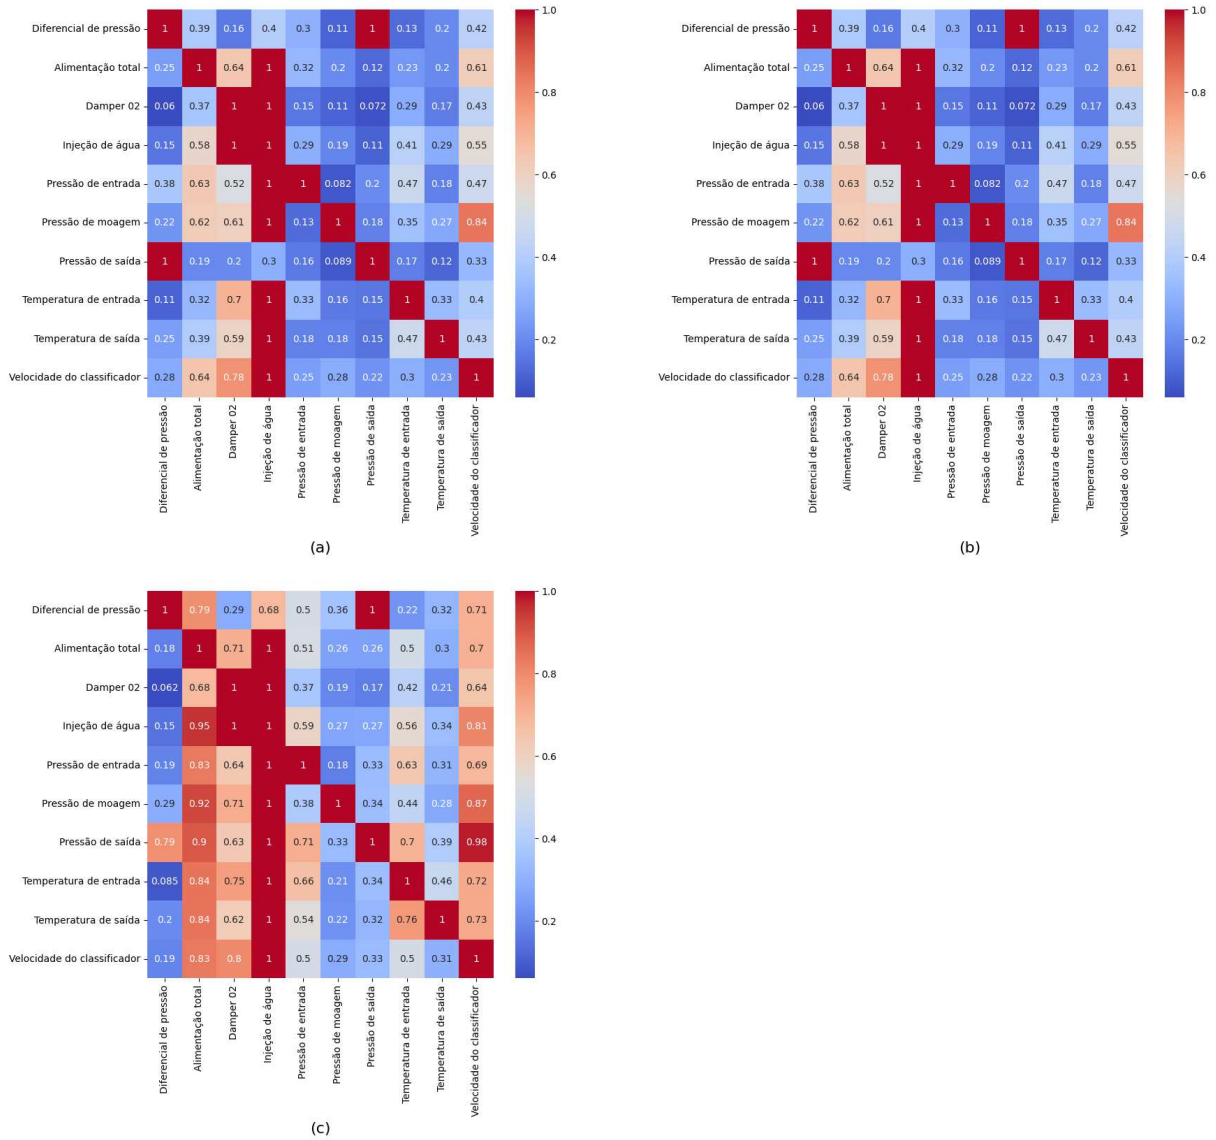 Diferencial de pressão 1 0.39 0.16 0.4 0.3 0.11 1 0.13 0.2 0.42
Alimentação total 0.25 1 0.64 1 0.32 0.2 0.12 0.23 0.2 0.61
Damper 02 0.06 0.37 1 1 0.15 0.11 0.072 0.29 0.17 0.43
Injeção de água 0.15 0.58 1 1 0.29 0.19 0.11 0.41 0.29 0.55
Pressão de entrada 0.38 0.63 0.52 1 1 0.082 0.2 0.47 0.18 0.47
Pressão de moagem 0.22 0.62 0.61 1 0.13 1 0.18 0.35 0.27 0.84
Pressão de saída 1 0.19 0.2 0.3 0.16 0.089 1 0.17 0.12 0.33
Temperatura de entrada 0.11 0.32 0.7 1 0.33 0.16 0.15 1 0.33 0.4
Temperatura de saída 0.25 0.39 0.59 1 0.18 0.18 0.15 0.47 1 0.43
Velocidade do classificador 0.28 0.64 0.78 1 0.25 0.28 0.22 0.3 0.23 1
Diferencial de pressão
Alimentação total
Damper 02
Injeção de água
Pressão de entrada
Pressão de moagem
Pressão de saída
Temperatura de entrada
Temperatura de saída
Velocidade do classificador
1.0
0.8
0.6
0.4
0.2
(a)
Diferencial de pressão 1 0.39 0.16 0.4 0.3 0.11 1 0.13 0.2 0.42
Alimentação total 0.25 1 0.64 1 0.32 0.2 0.12 0.23 0.2 0.61
Damper 02 0.06 0.37 1 1 0.15 0.11 0.072 0.29 0.17 0.43
Injeção de água 0.15 0.58 1 1 0.29 0.19 0.11 0.41 0.29 0.55
Pressão de entrada 0.38 0.63 0.52 1 1 0.082 0.2 0.47 0.18 0.47
Pressão de moagem 0.22 0.62 0.61 1 0.13 1 0.18 0.35 0.27 0.84
Pressão de saída 1 0.19 0.2 0.3 0.16 0.089 1 0.17 0.12 0.33
Temperatura de entrada 0.11 0.32 0.7 1 0.33 0.16 0.15 1 0.33 0.4
Temperatura de saída 0.25 0.39 0.59 1 0.18 0.18 0.15 0.47 1 0.43
Velocidade do classificador 0.28 0.64 0.78 1 0.25 0.28 0.22 0.3 0.23 1
Diferencial de pressão
Alimentação total
Damper 02
Injeção de água
Pressão de entrada
Pressão de moagem
Pressão de saída
Temperatura de entrada
Temperatura de saída
Velocidade do classificador
1.0
0.8
0.6
0.4
0.2
(b)
Diferencial de pressão 1 0.79 0.29 0.68 0.5 0.36 1 0.22 0.32 0.71
Alimentação total 0.18 1 0.71 1 0.51 0.26 0.26 0.5 0.3 0.7
Damper 02 0.062 0.68 1 1 0.37 0.19 0.17 0.42 0.21 0.64
Injeção de água 0.15 0.95 1 1 0.59 0.27 0.27 0.56 0.34 0.81
Pressão de entrada 0.19 0.83 0.64 1 1 0.18 0.33 0.63 0.31 0.69
Pressão de moagem 0.29 0.92 0.71 1 0.38 1 0.34 0.44 0.28 0.87
Pressão de saída 0.79 0.9 0.63 1 0.71 0.33 1 0.7 0.39 0.98
Temperatura de entrada 0.085 0.84 0.75 1 0.66 0.21 0.34 1 0.46 0.72
Temperatura de saída 0.2 0.84 0.62 1 0.54 0.22 0.32 0.76 1 0.73
Velocidade do classificador 0.19 0.83 0.8 1 0.5 0.29 0.33 0.5 0.31 1
Diferencial de pressão
Alimentação total
Damper 02
Injeção de água
Pressão de entrada
Pressão de moagem
Pressão de saída
Temperatura de entrada
Temperatura de saída
Velocidade do classificador
1.0
0.8
0.6
0.4
0.2
(c)